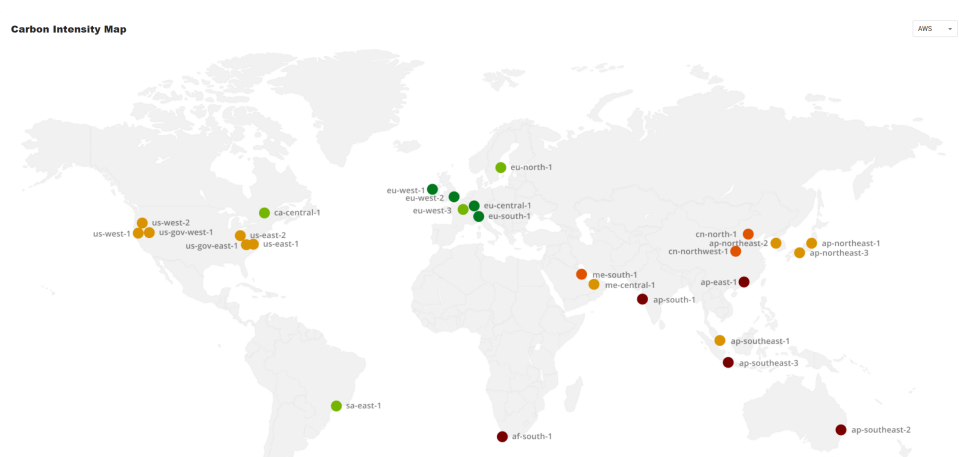 Carbon Intensity Map
AWS
eu-north-1
eu-west-1
eu-west-2
eu-central-1
eu-west-3
eu-south-1
ca-central-1
us-west-2
us-west-1
us-gov-west-1
us-east-2
us-gov-east-1
us-east-1
cn-north-1
ap-northeast-2
ap-northeast-1
cn-northwest-1
ap-northeast-3
me-south-1
me-central-1
ap-east-1
ap-south-1
ap-southeast-1
ap-southeast-3
sa-east-1
ap-southeast-2
af-south-1